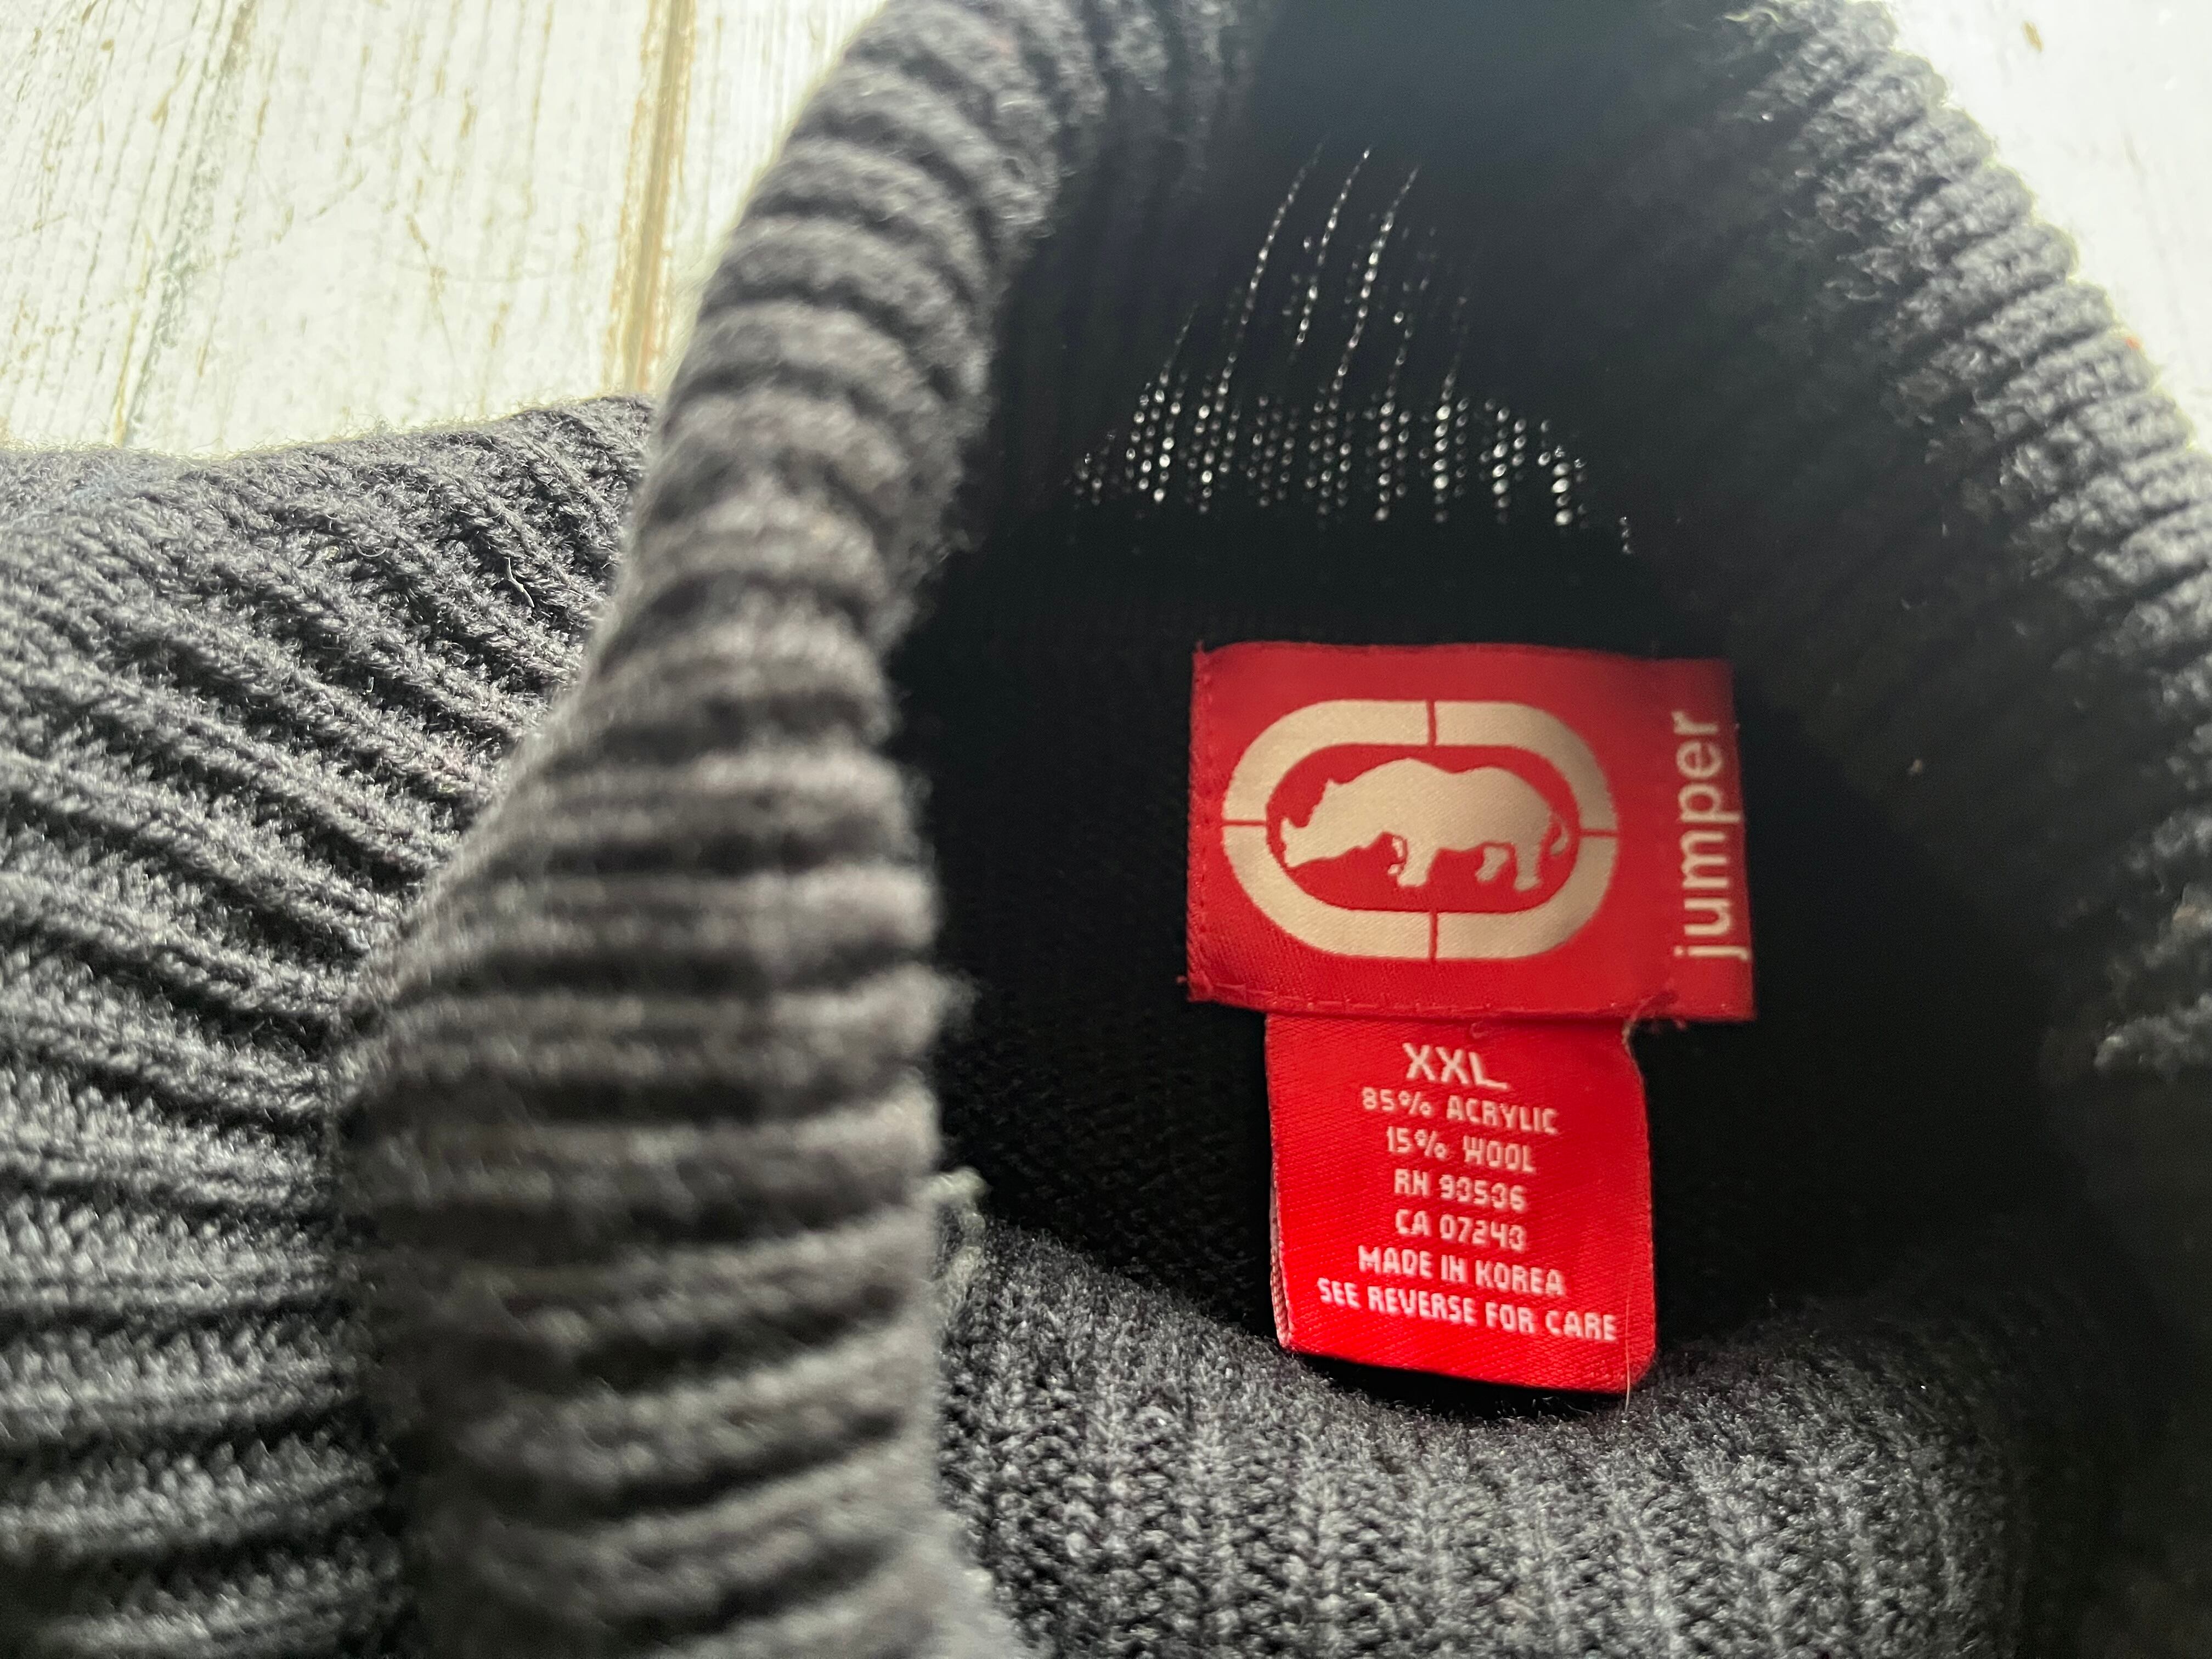 jumper
XXL
85% ACRYLIC
15% WOOL
RN 93536
CA 07243
MADE IN KOREA
SEE REVERSE FOR CARE